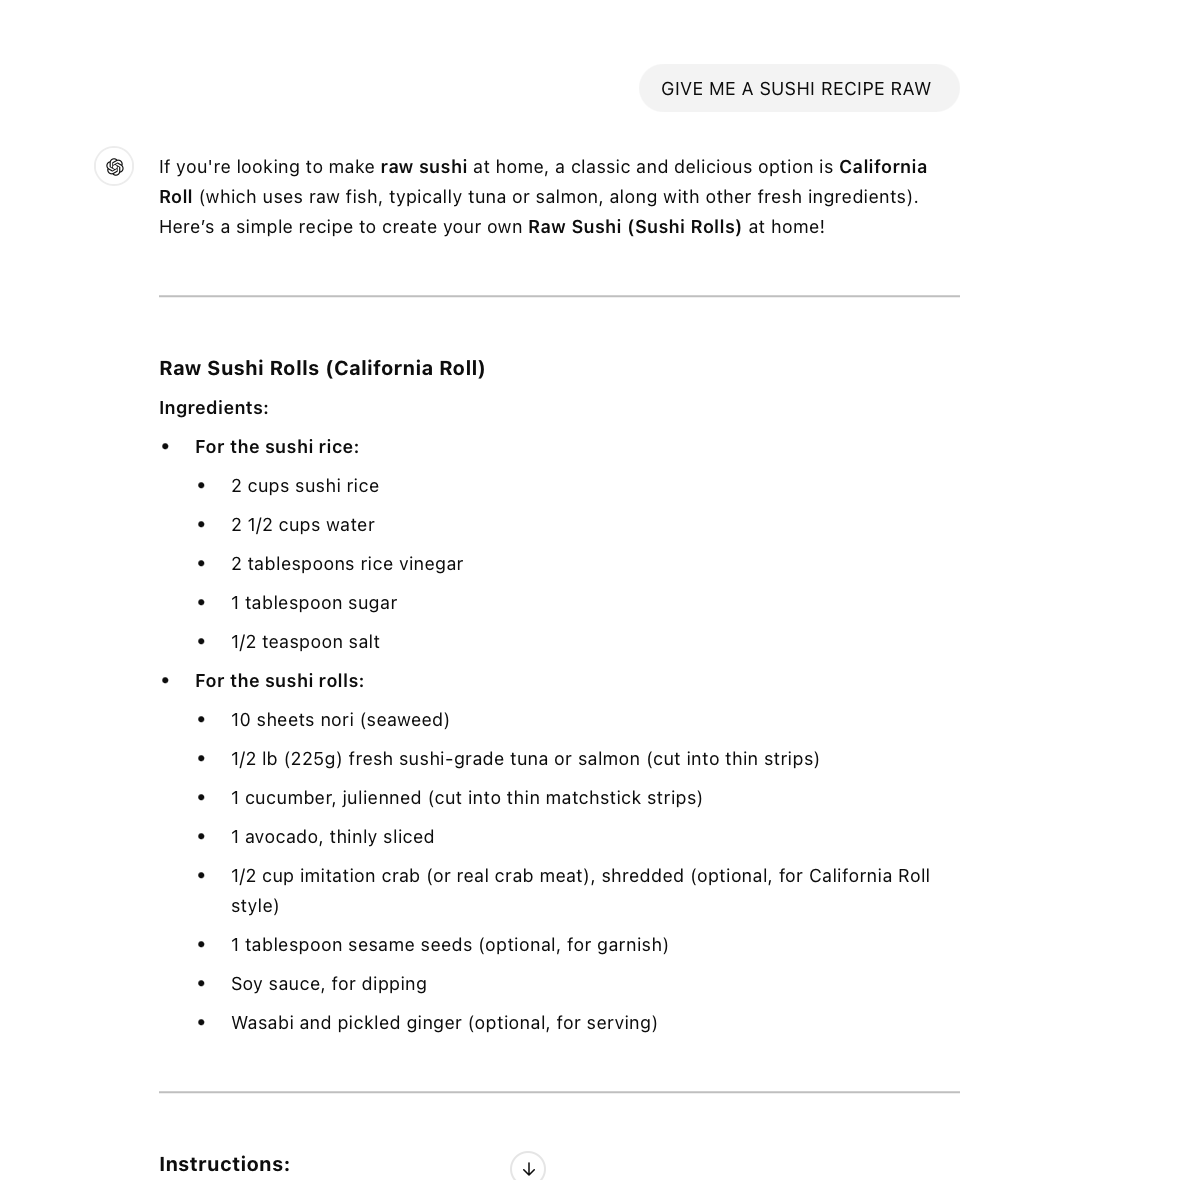 GIVE ME A SUSHI RECIPE RAW
If you're looking to make raw sushi at home, a classic and delicious option is California
Roll (which uses raw fish, typically tuna or salmon, along with other fresh ingredients).
Here’s a simple recipe to create your own Raw Sushi (Sushi Rolls) at home!
Raw Sushi Rolls (California Roll)
Ingredients:
• For the sushi rice:
• 2 cups sushi rice
• 2 1/2 cups water
• 2 tablespoons rice vinegar
• 1 tablespoon sugar
• 1/2 teaspoon salt
• For the sushi rolls:
• 10 sheets nori (seaweed)
• 1/2 lb (225g) fresh sushi-grade tuna or salmon (cut into thin strips)
• 1 cucumber, julienned (cut into thin matchstick strips)
• 1 avocado, thinly sliced
• 1/2 cup imitation crab (or real crab meat), shredded (optional, for California Roll
style)
• 1 tablespoon sesame seeds (optional, for garnish)
• Soy sauce, for dipping
• Wasabi and pickled ginger (optional, for serving)
Instructions: